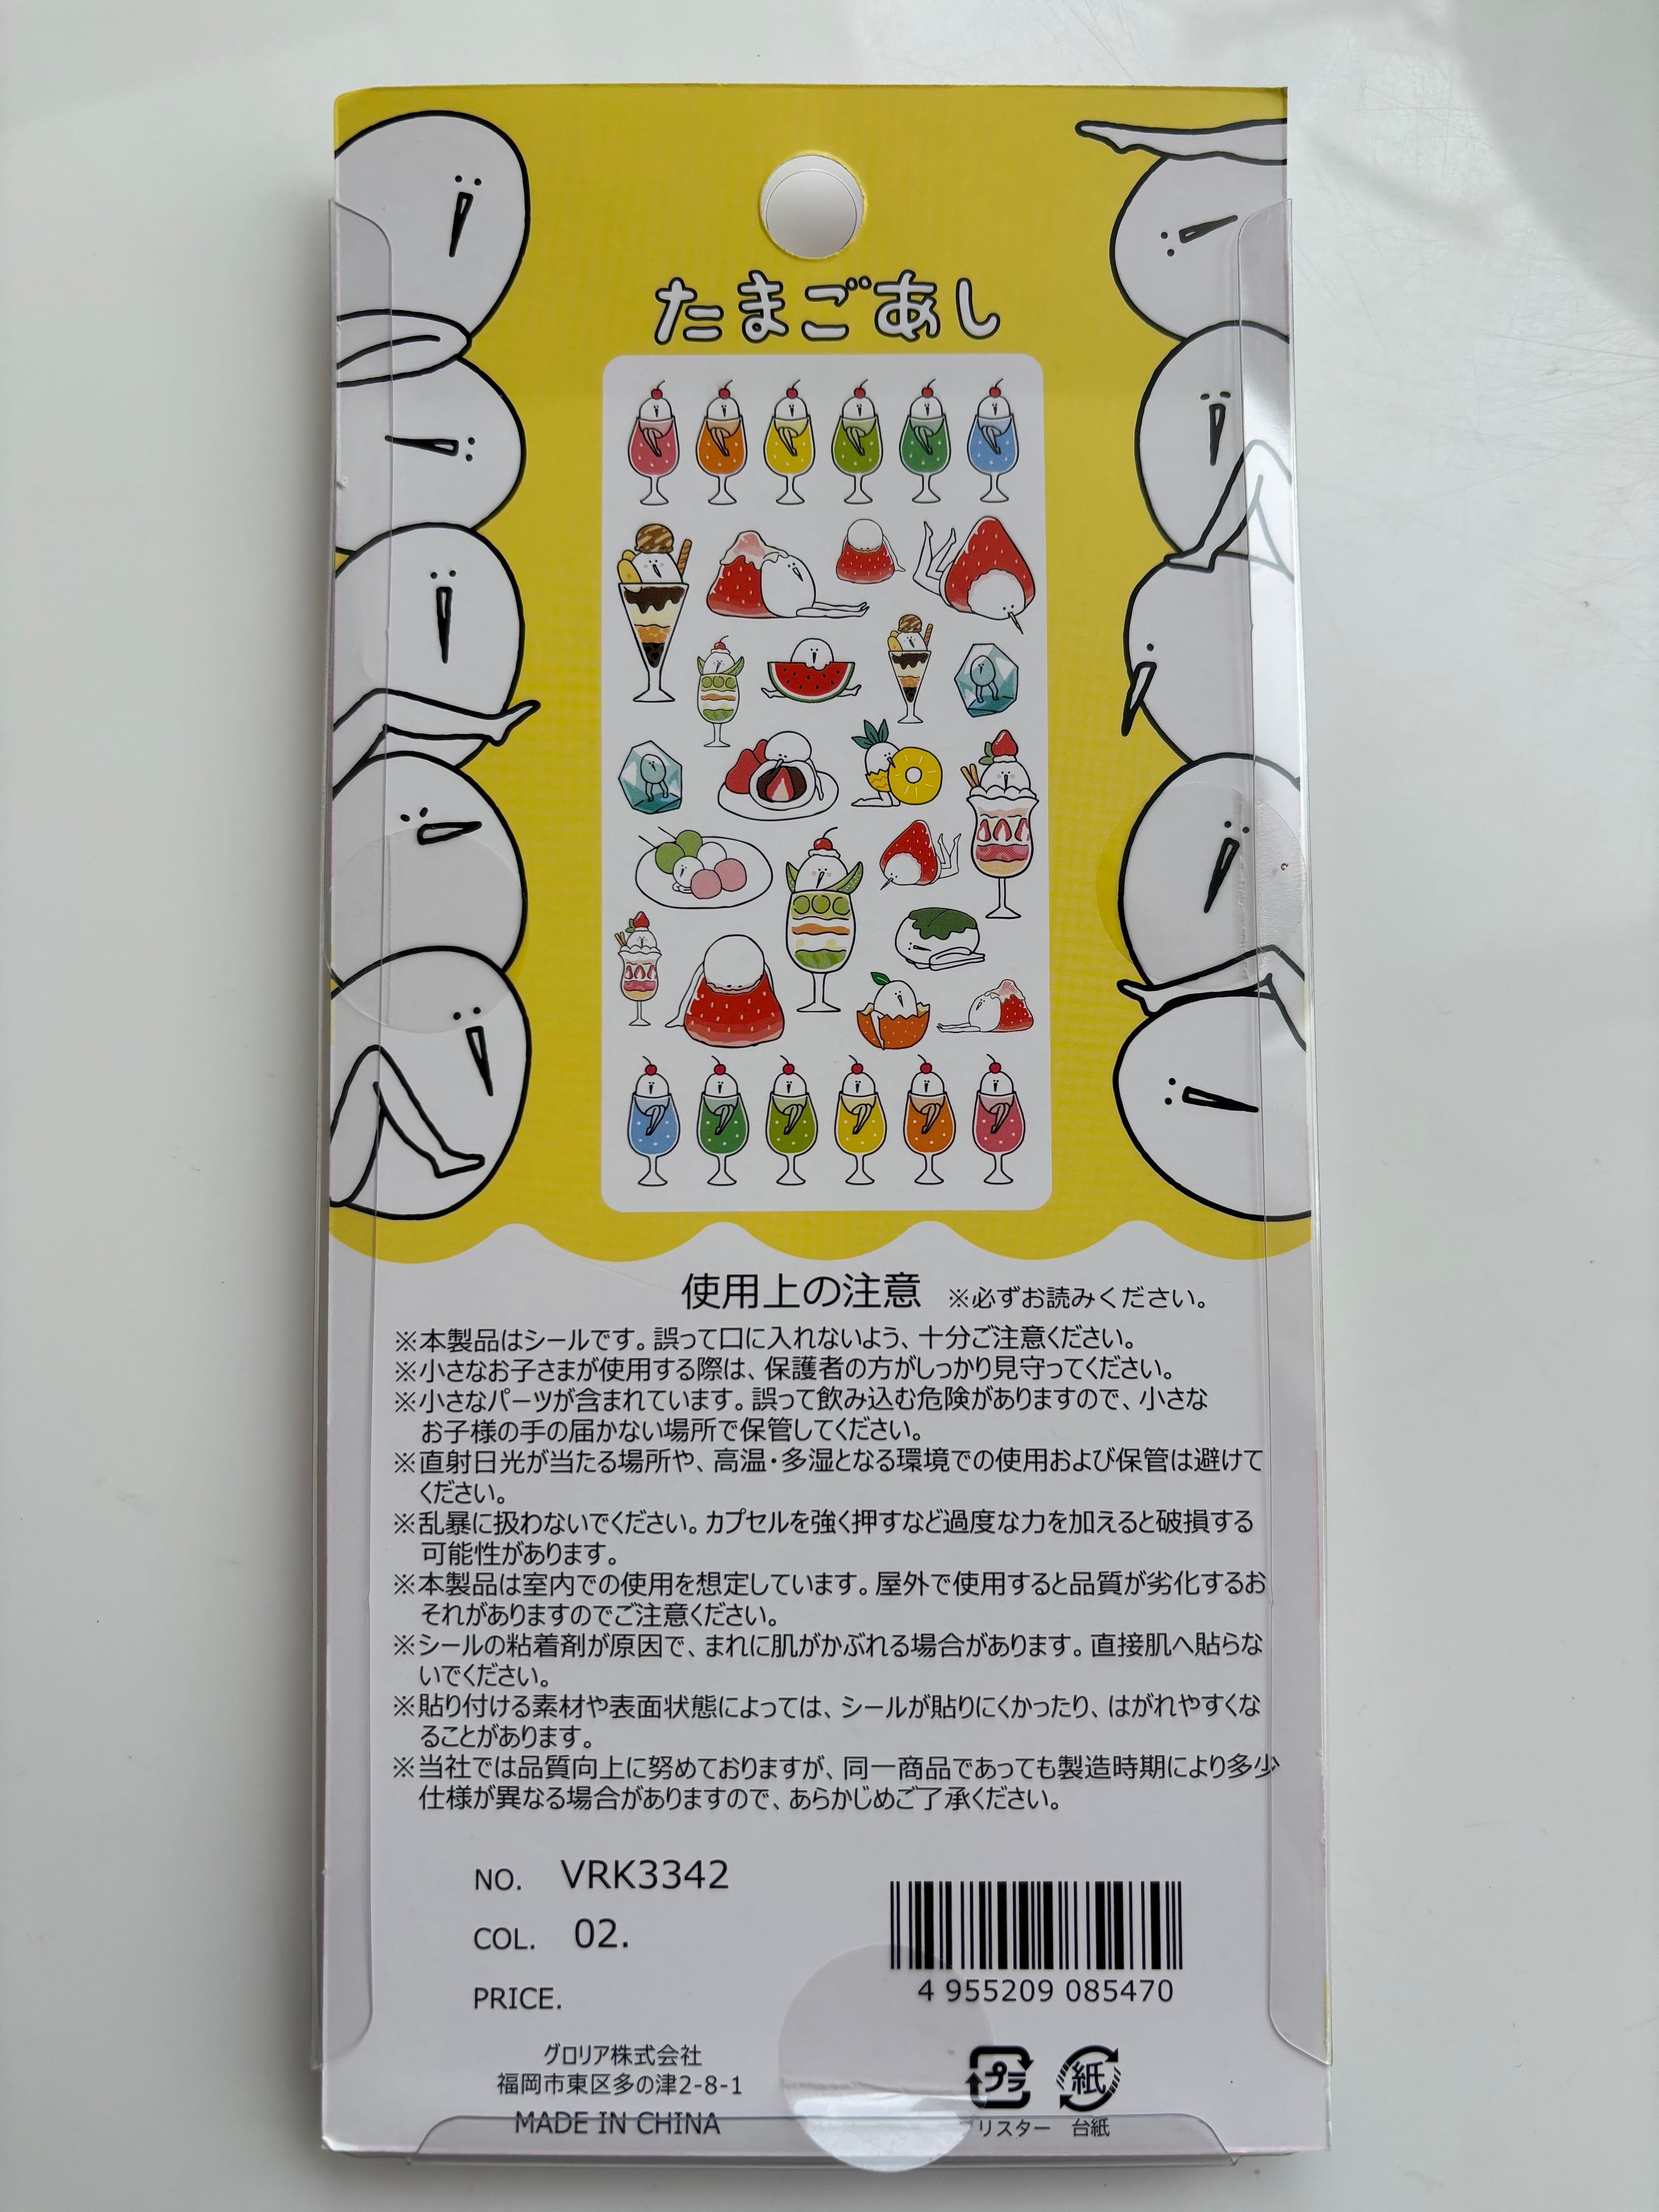 たまごあし
使用上の注意 ※必ずお読みください。
※本製品はシールです。誤って口に入れないよう、十分ご注意ください。
※小さなお子さまが使用する際は、保護者の方がしっかり見守ってください。
※小さなパーツが含まれています。誤って飲み込む危険がありますので、小さな
お子様の手の届かない場所で保管してください。
※直射日光が当たる場所や、高温・多湿となる環境での使用および保管は避けて
ください。
※乱暴に扱わないでください。カプセルを強く押すなど過度な力を加えると破損する
可能性があります。
※本製品は室内での使用を想定しています。屋外で使用すると品質が劣化するお
それがありますのでご注意ください。
※シールの粘着剤が原因で、まれに肌がかぶれる場合があります。直接肌へ貼らな
いでください。
※貼り付ける素材や表面状態によっては、シールが貼りにくかったり、はがれやすくな
ることがあります。
※当社では品質向上に努めておりますが、同一商品であっても製造時期により多少
仕様が異なる場合がありますので、あらかじめご了承ください。
NO. VRK3342
COL. 02.
PRICE.
4 955209 085470
グロリア株式会社
福岡市東区多の津2-8-1
MADE IN CHINA
プラ 紙
リスター 台紙